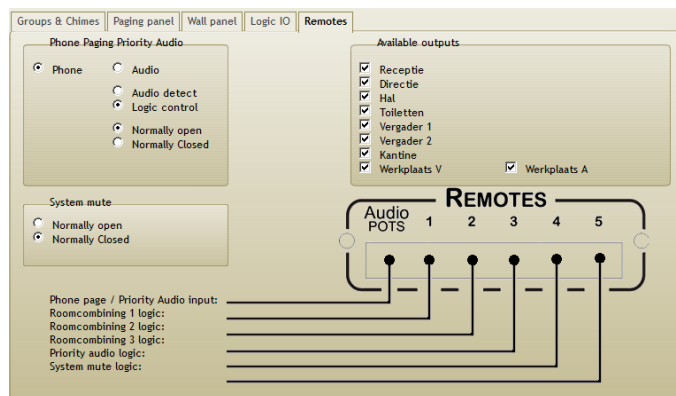 Groups & Chimes Paging panel Wall panel Logic IO Remotes
Phone Paging Priority Audio
Phone Audio
Audio detect
Logic control
Normally open
Normally Closed
System mute
Normally open
Normally Closed
Available outputs
Receptie
Directie
Hal
Toiletten
Vergader 1
Vergader 2
Kantine
Werkplaats V Werkplaats A
REMOTES
Audio
POTS 1 2 3 4 5
Phone page / Priority Audio input:
Roomcombining 1 logic:
Roomcombining 2 logic:
Roomcombining 3 logic:
Priority audio logic:
System mute logic: